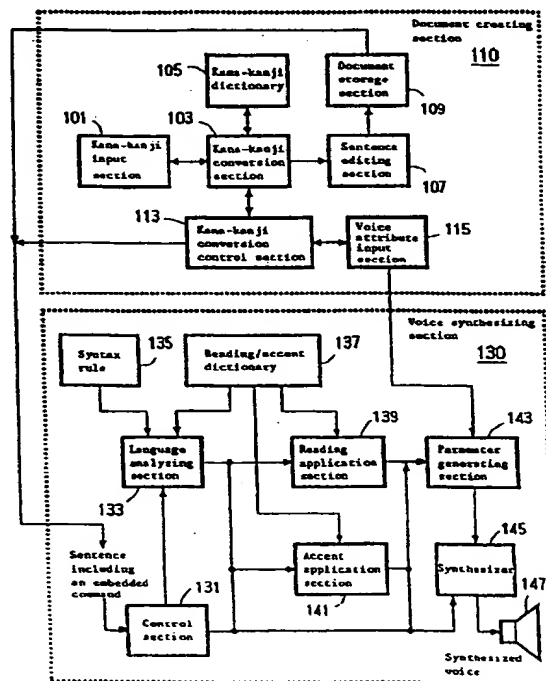 Document creating
section
110
105
Kana-kanji
dictionary
Document
storage
section
109
101
Kana-kanji
input
section
103
Kana-kanji
conversion
section
Sentence
editing
section
107
113
Kana-kanji
conversion
control section
Voice
attribute
input
section
115
Voice synthesizing
section
130
Syntax
rule
135
Reading/accent
dictionary
137
Language
analyzing
section
133
139
Reading
application
section
143
Parameter
generating
section
Sentence
including
an embedded
command
131
Control
section
Accent
application
section
141
145
Synthesizer
147
Synthesized
voice